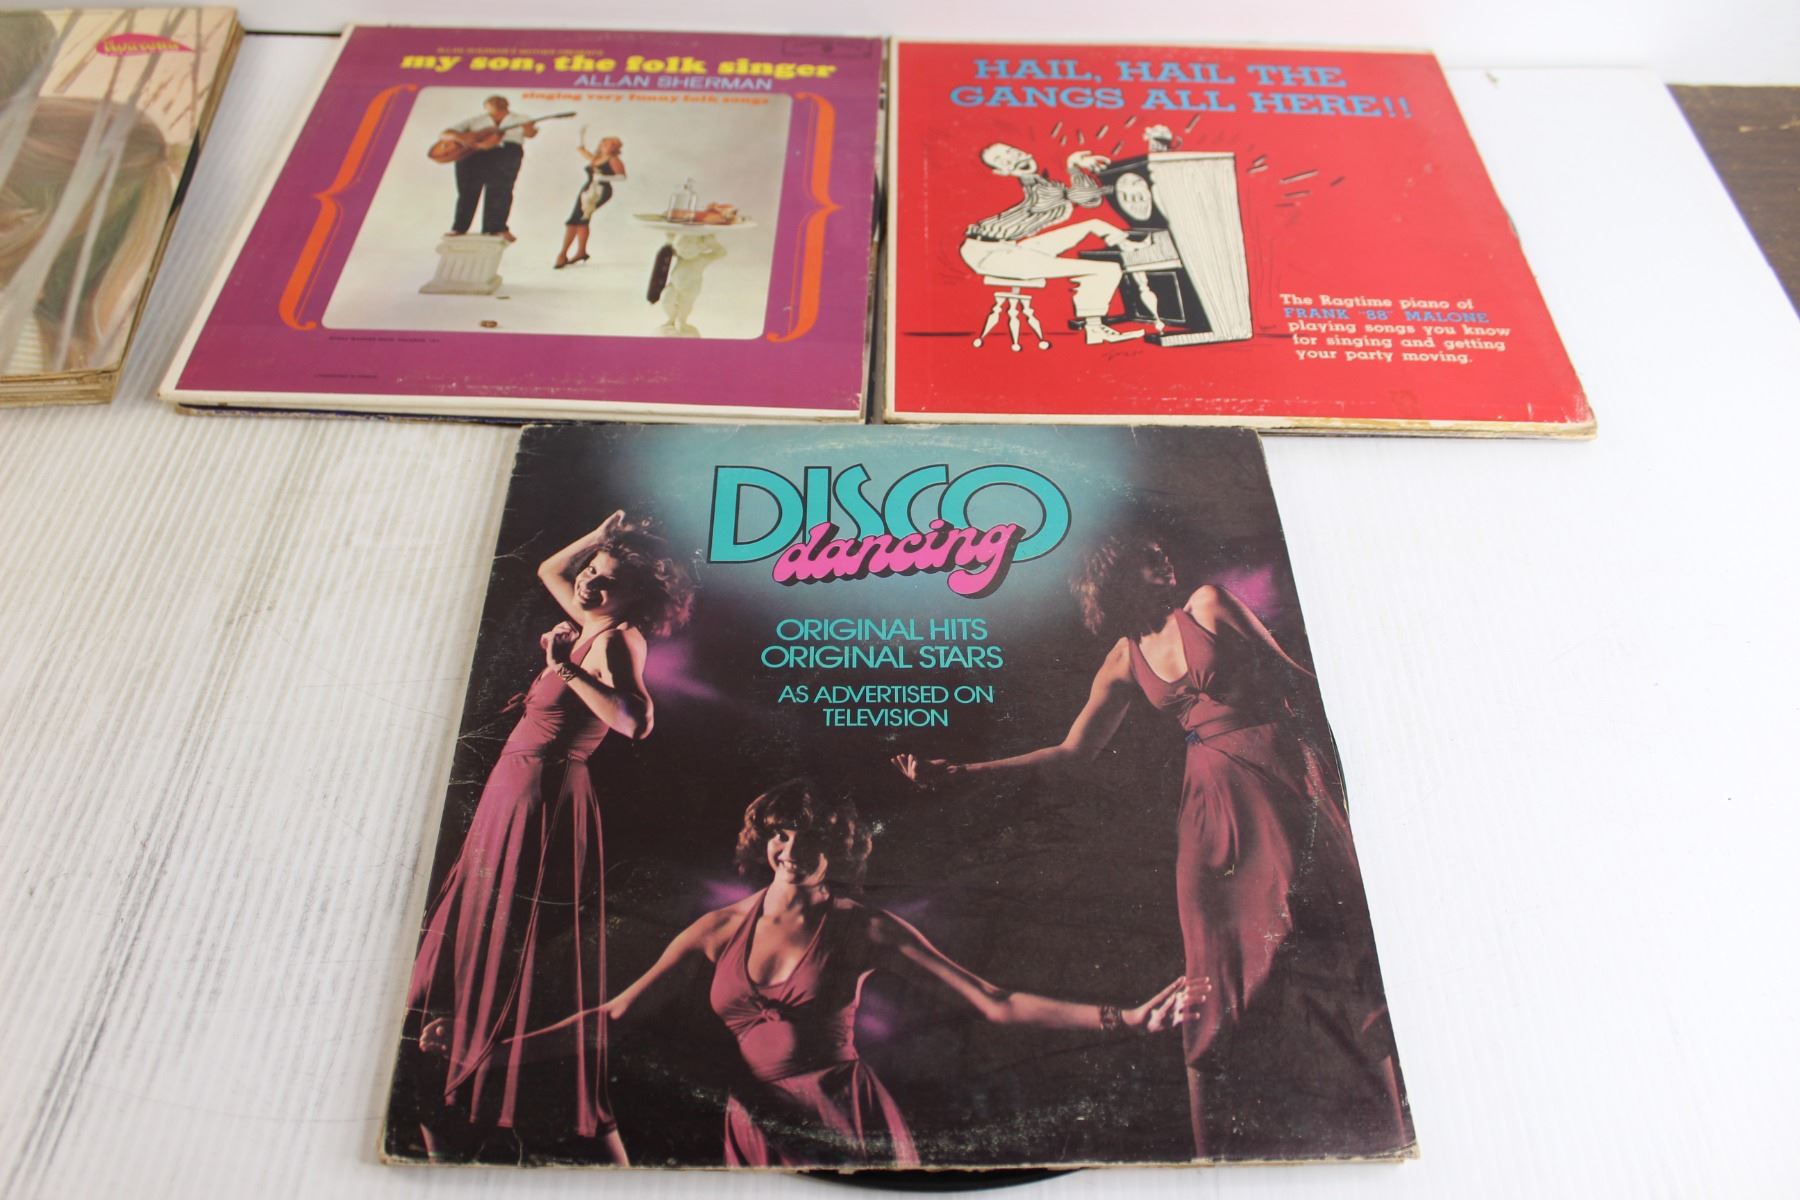 my son, the folk singer
ALLAN SHERMAN
singing very funny folk songs
HAIL, HAIL THE
GANGS ALL HERE!!
The Ragtime piano of
FRANK "88" MALONE
playing songs you know
for singing and getting
your party moving.
DISCO
dancing
ORIGINAL HITS
ORIGINAL STARS
AS ADVERTISED ON
TELEVISION